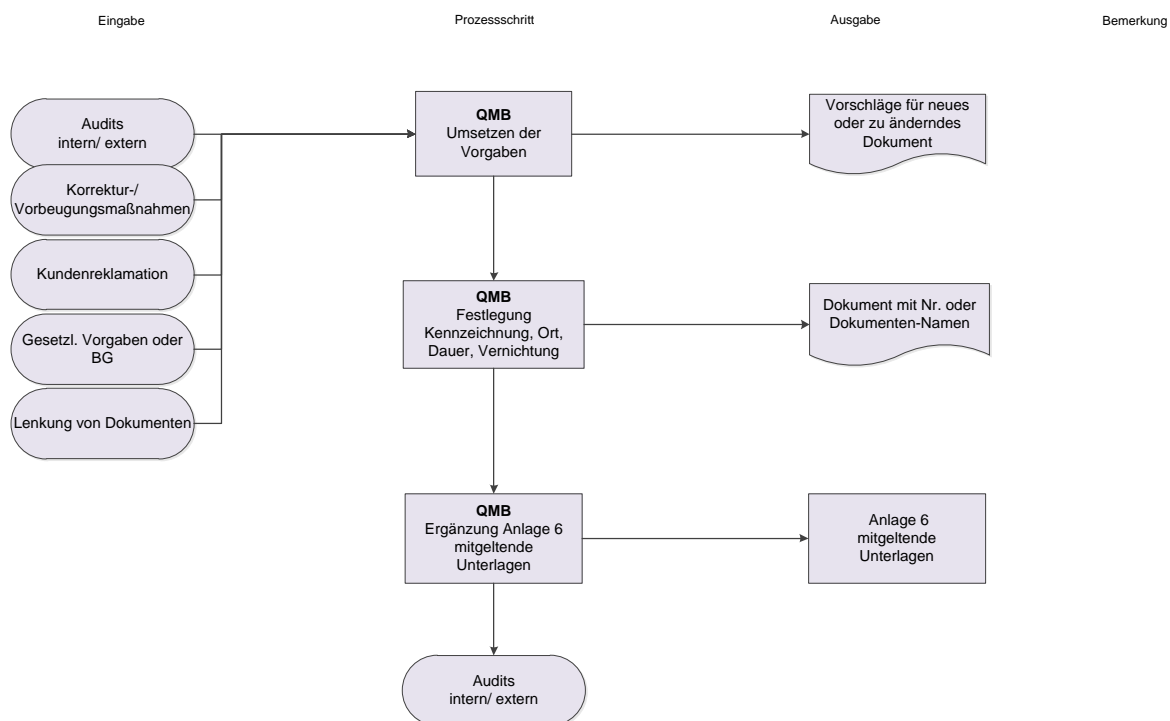 Eingabe
Prozessschritt
Ausgabe
Bemerkung
Audits
intern/ extern
Korrektur-/
Vorbeugungsmaßnahmen
Kundenreklamation
Gesetzl. Vorgaben oder
BG
Lenkung von Dokumenten
QMB
Umsetzen der
Vorgaben
Vorschläge für neues
oder zu änderndes
Dokument
QMB
Festlegung
Kennzeichnung, Ort,
Dauer, Vernichtung
Dokument mit Nr. oder
Dokumenten-Namen
QMB
Ergänzung Anlage 6
mitgeltende
Unterlagen
Anlage 6
mitgeltende
Unterlagen
Audits
intern/ extern